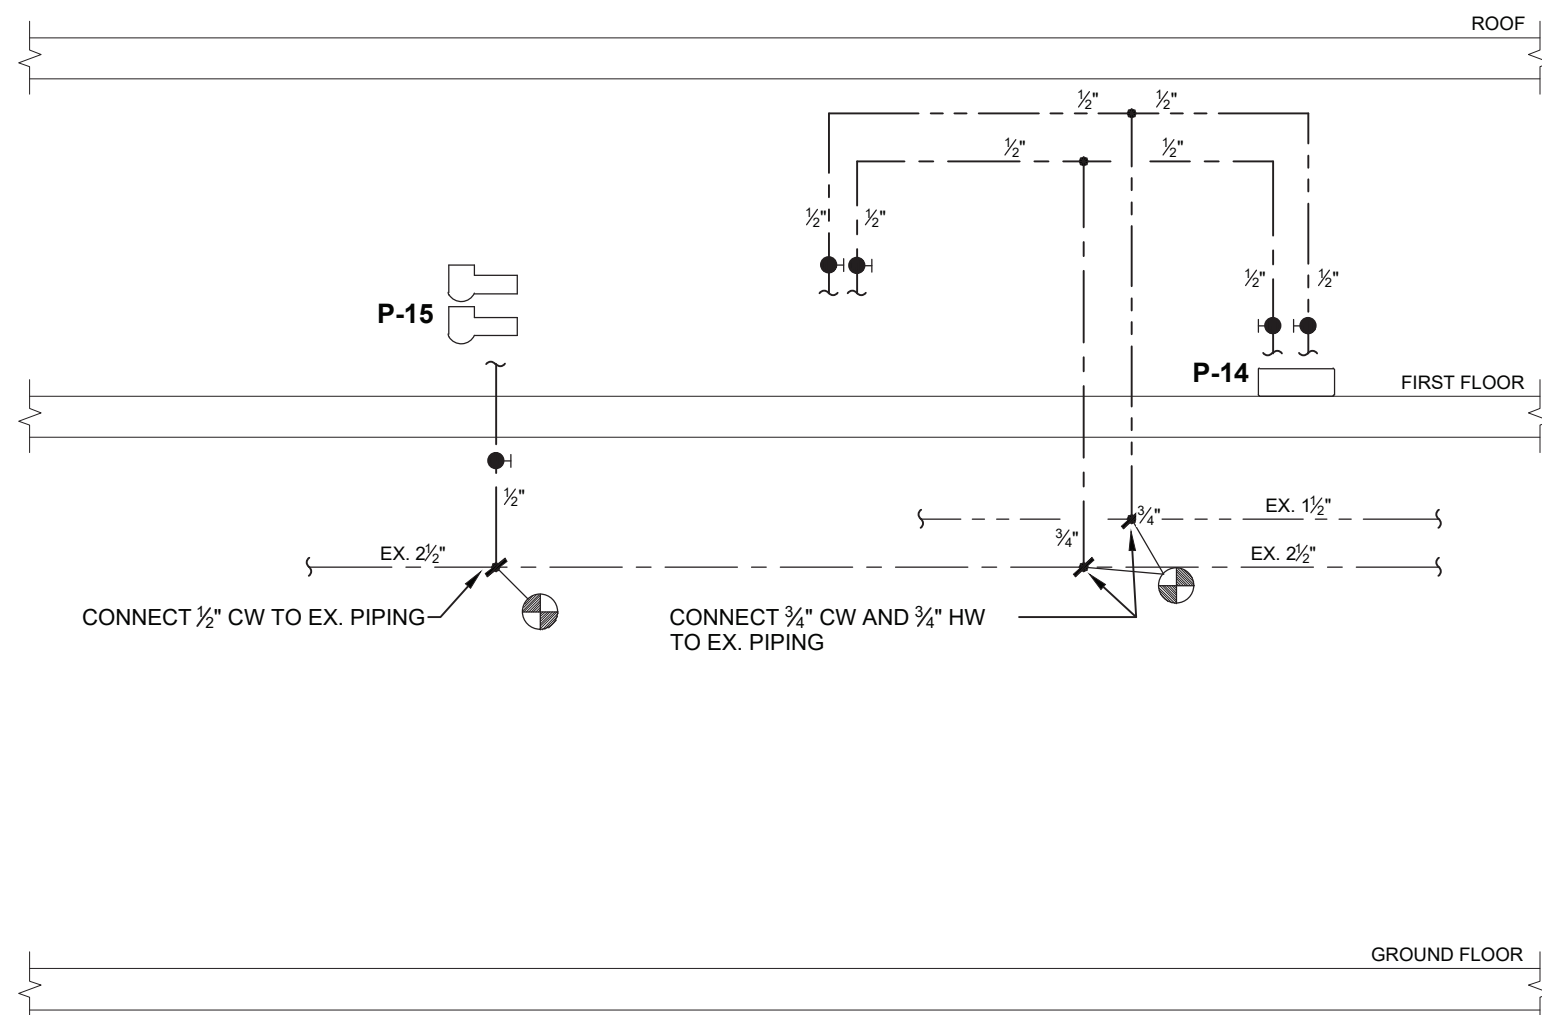 ROOF
½" ½"
½" ½"
½" ½"
½" ½"
P-15
P-14
FIRST FLOOR
½"
EX. 1½"
¾"
¾"
EX. 2½"
EX. 2½"
CONNECT ½" CW TO EX. PIPING
CONNECT ¾" CW AND ¾" HW
TO EX. PIPING
GROUND FLOOR